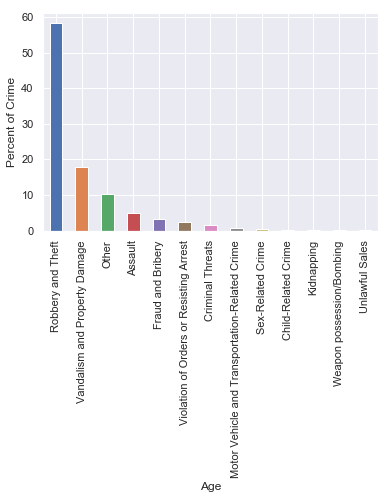 60
50
40
30
20
10
0
Percent of Crime
Robbery and Theft
Vandalism and Property Damage
Other
Assault
Fraud and Bribery
Violation of Orders or Resisting Arrest
Criminal Threats
Motor Vehicle and Transportation-Related Crime
Sex-Related Crime
Child-Related Crime
Kidnapping
Weapon possession/Bombing
Unlawful Sales
Age